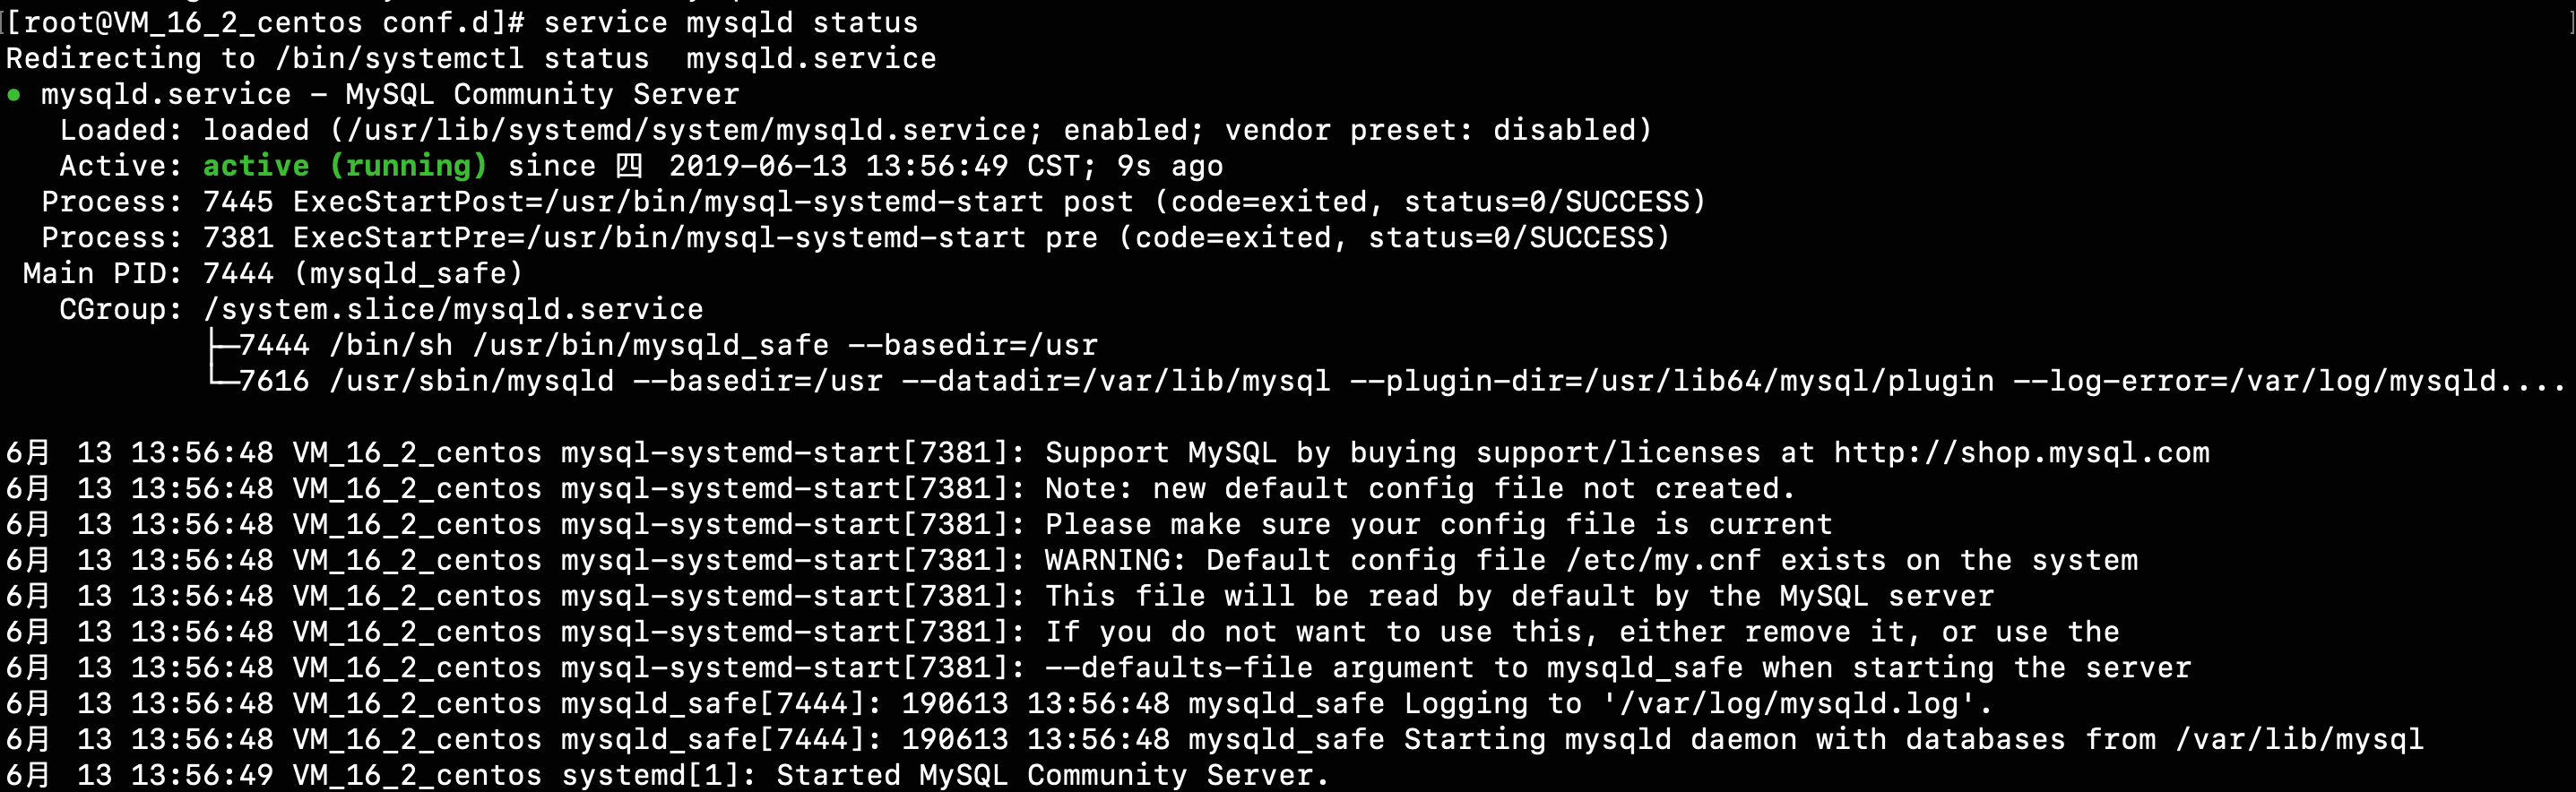 [root@VM_16_2_centos conf.d]# service mysqld status
Redirecting to /bin/systemctl status  mysqld.service
● mysqld.service – MySQL Community Server
   Loaded: loaded (/usr/lib/systemd/system/mysqld.service; enabled; vendor preset: disabled)
   Active: active (running) since 四 2019-06-13 13:56:49 CST; 9s ago
  Process: 7445 ExecStartPost=/usr/bin/mysql-systemd-start post (code=exited, status=0/SUCCESS)
  Process: 7381 ExecStartPre=/usr/bin/mysql-systemd-start pre (code=exited, status=0/SUCCESS)
 Main PID: 7444 (mysqld_safe)
   CGroup: /system.slice/mysqld.service
           ├─7444 /bin/sh /usr/bin/mysqld_safe --basedir=/usr
           └─7616 /usr/sbin/mysqld --basedir=/usr --datadir=/var/lib/mysql --plugin-dir=/usr/lib64/mysql/plugin --log-error=/var/log/mysqld....
6月 13 13:56:48 VM_16_2_centos mysql-systemd-start[7381]: Support MySQL by buying support/licenses at http://shop.mysql.com
6月 13 13:56:48 VM_16_2_centos mysql-systemd-start[7381]: Note: new default config file not created.
6月 13 13:56:48 VM_16_2_centos mysql-systemd-start[7381]: Please make sure your config file is current
6月 13 13:56:48 VM_16_2_centos mysql-systemd-start[7381]: WARNING: Default config file /etc/my.cnf exists on the system
6月 13 13:56:48 VM_16_2_centos mysql-systemd-start[7381]: This file will be read by default by the MySQL server
6月 13 13:56:48 VM_16_2_centos mysql-systemd-start[7381]: If you do not want to use this, either remove it, or use the
6月 13 13:56:48 VM_16_2_centos mysql-systemd-start[7381]: --defaults-file argument to mysqld_safe when starting the server
6月 13 13:56:48 VM_16_2_centos mysqld_safe[7444]: 190613 13:56:48 mysqld_safe Logging to '/var/log/mysqld.log'.
6月 13 13:56:48 VM_16_2_centos mysqld_safe[7444]: 190613 13:56:48 mysqld_safe Starting mysqld daemon with databases from /var/lib/mysql
6月 13 13:56:49 VM_16_2_centos systemd[1]: Started MySQL Community Server.